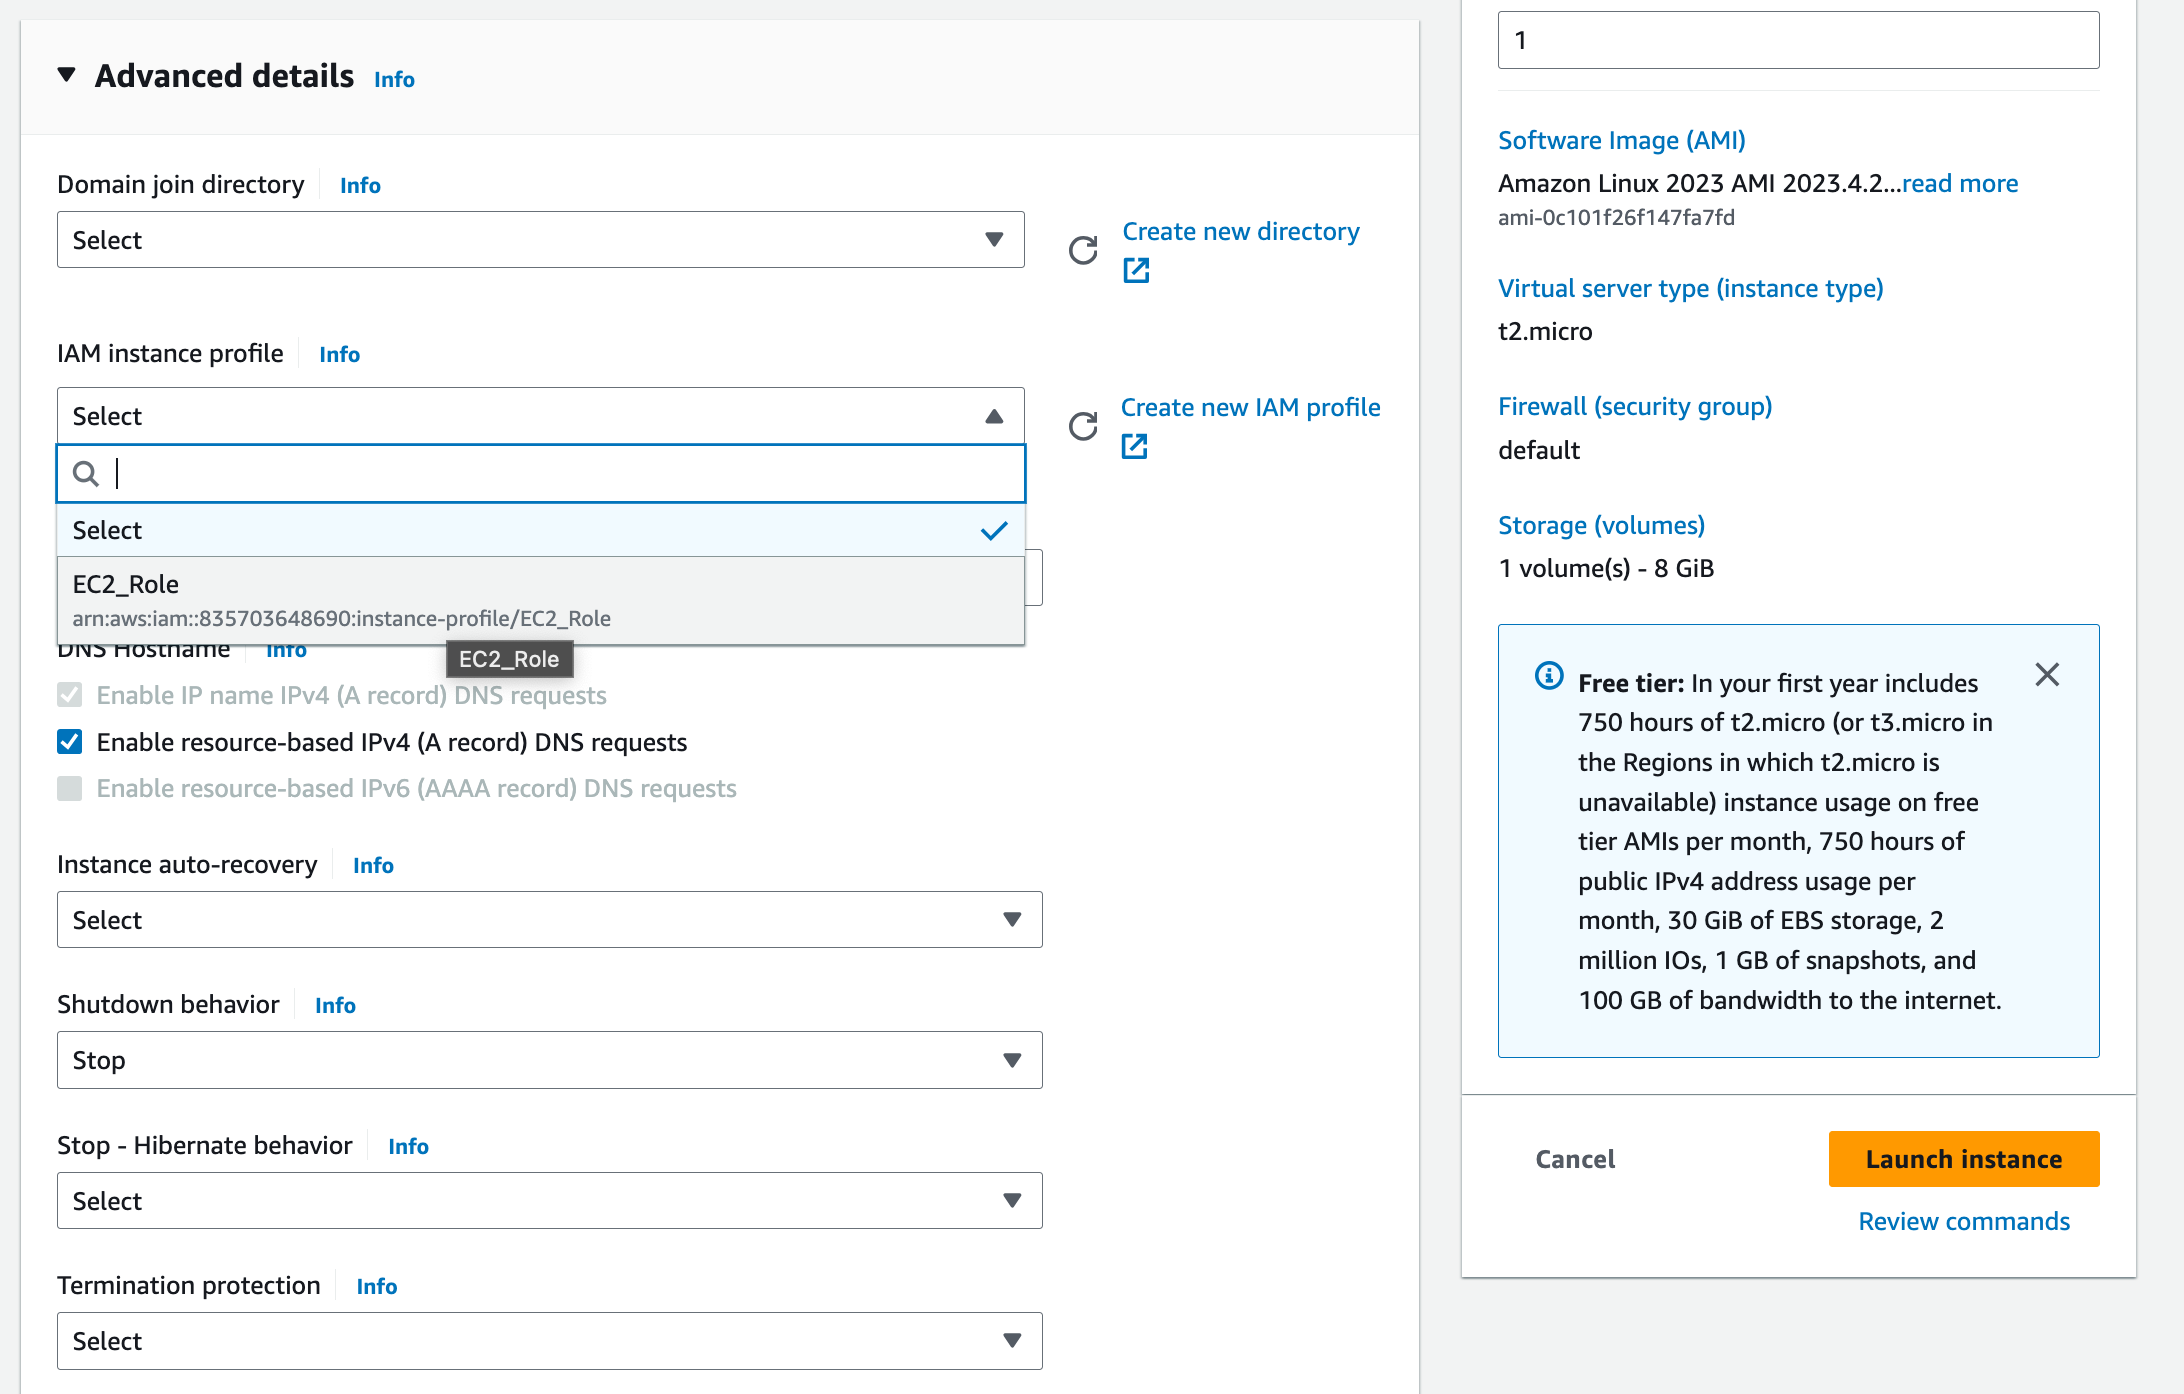 Advanced details Info
Domain join directory Info
Select
Create new directory
IAM instance profile Info
Select
Create new IAM profile
Select
EC2_Role
arn:aws:iam::835703648690:instance-profile/EC2_Role
EC2_Role
DNS Hostname Info
Enable IP name IPv4 (A record) DNS requests
Enable resource-based IPv4 (A record) DNS requests
Enable resource-based IPv6 (AAAA record) DNS requests
Instance auto-recovery Info
Select
Shutdown behavior Info
Stop
Stop - Hibernate behavior Info
Select
Termination protection Info
Select
1
Software Image (AMI)
Amazon Linux 2023 AMI 2023.4.2...read more
ami-0c101f26f147fa7fd
Virtual server type (instance type)
t2.micro
Firewall (security group)
default
Storage (volumes)
1 volume(s) - 8 GiB
Free tier: In your first year includes
750 hours of t2.micro (or t3.micro in
the Regions in which t2.micro is
unavailable) instance usage on free
tier AMIs per month, 750 hours of
public IPv4 address usage per
month, 30 GiB of EBS storage, 2
million IOs, 1 GB of snapshots, and
100 GB of bandwidth to the internet.
Cancel
Launch instance
Review commands